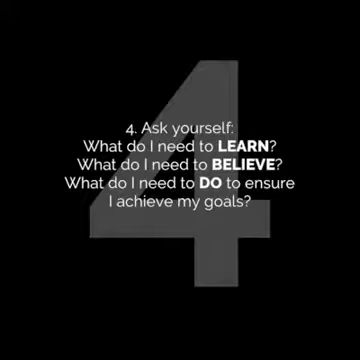 4. Ask yourself:
What do I need to LEARN?
What do I need to BELIEVE?
What do I need to DO to ensure
I achieve my goals?
4